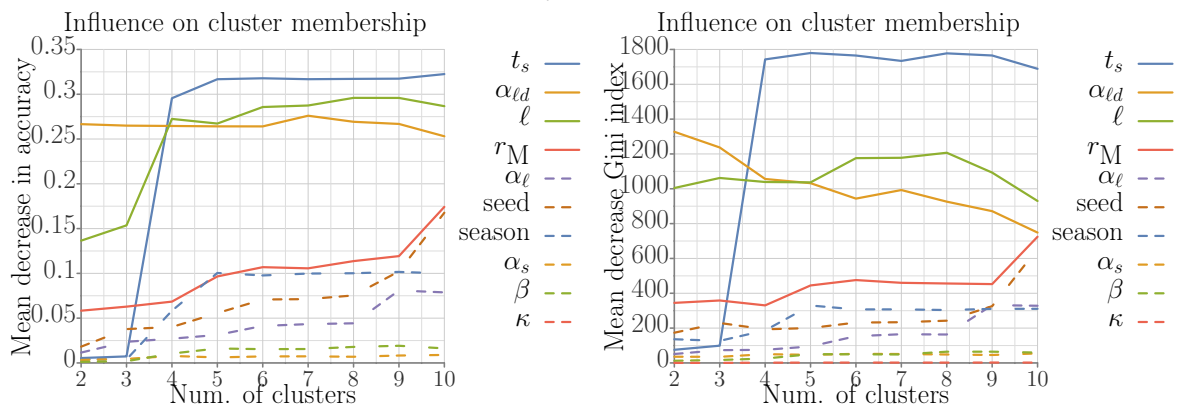 Influence on cluster membership
Mean decrease in accuracy
0.35
0.3
0.25
0.2
0.15
0.1
0.05
0
2 3 4 5 6 7 8 9 10
Num. of clusters
t_s
α_ℓd
ℓ
r_M
α_ℓ
seed
season
α_s
β
κ
Influence on cluster membership
Mean decrease Gini index
1800
1600
1400
1200
1000
800
600
400
200
0
2 3 4 5 6 7 8 9 10
Num. of clusters
t_s
α_ℓd
ℓ
r_M
α_ℓ
seed
season
α_s
β
κ